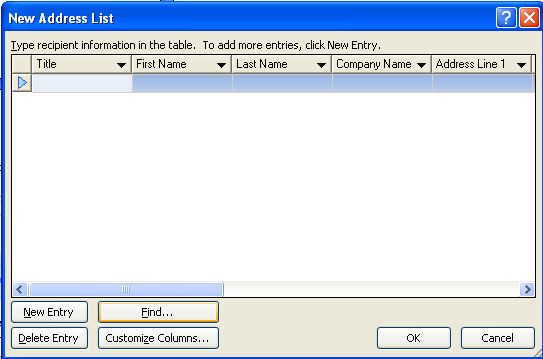 New Address List
Type recipient information in the table. To add more entries, click New Entry.
Title First Name Last Name Company Name Address Line 1
New Entry Find...
Delete Entry Customize Columns... OK Cancel